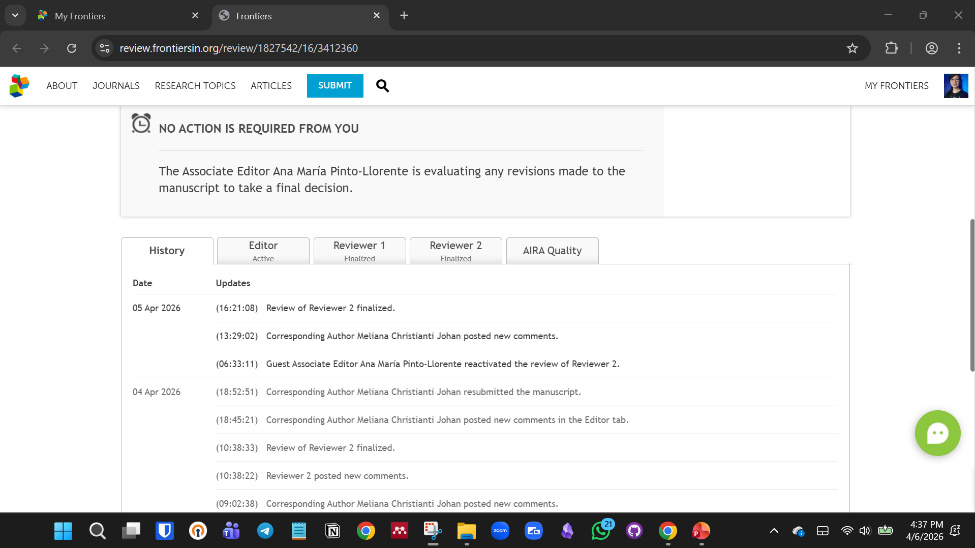 My Frontiers
Frontiers
review.frontiersin.org/review/1827542/16/3412360
ABOUT JOURNALS RESEARCH TOPICS ARTICLES SUBMIT MY FRONTIERS
NO ACTION IS REQUIRED FROM YOU
The Associate Editor Ana María Pinto-Llorente is evaluating any revisions made to the
manuscript to take a final decision.
History
Editor
Active
Reviewer 1
Finalized
Reviewer 2
Finalized
AIRA Quality
Date Updates
05 Apr 2026 (16:21:08) Review of Reviewer 2 finalized.
(13:29:02) Corresponding Author Meliana Christianti Johan posted new comments.
(06:33:11) Guest Associate Editor Ana María Pinto-Llorente reactivated the review of Reviewer 2.
04 Apr 2026 (18:52:51) Corresponding Author Meliana Christianti Johan resubmitted the manuscript.
(18:45:21) Corresponding Author Meliana Christianti Johan posted new comments in the Editor tab.
(10:38:33) Review of Reviewer 2 finalized.
(10:38:22) Reviewer 2 posted new comments.
(09:02:38) Corresponding Author Meliana Christianti Johan posted new comments.
zoom
21
4:37 PM
4/6/2026